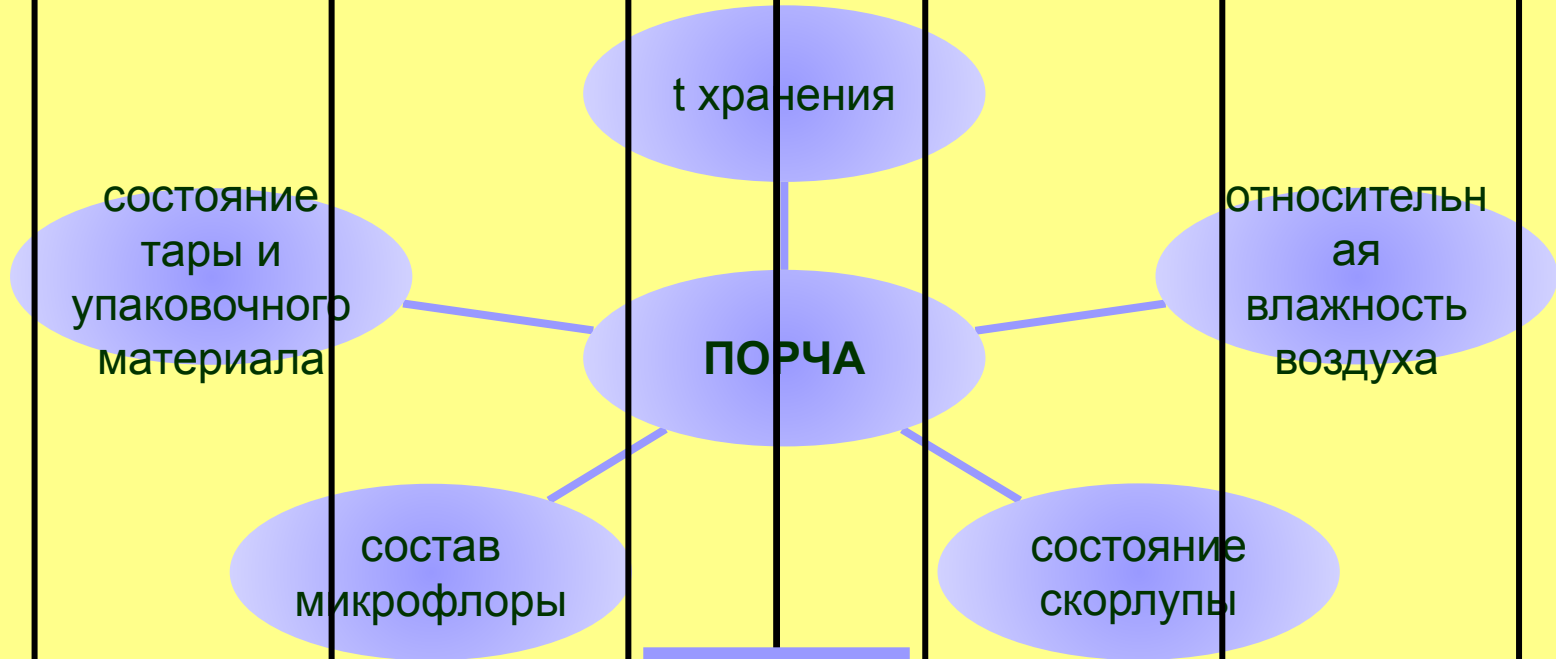 t хранения
состояние
тары и
упаковочного
материала
относительн
ая
влажность
воздуха
ПОРЧА
состав
микрофлоры
состояние
скорлупы